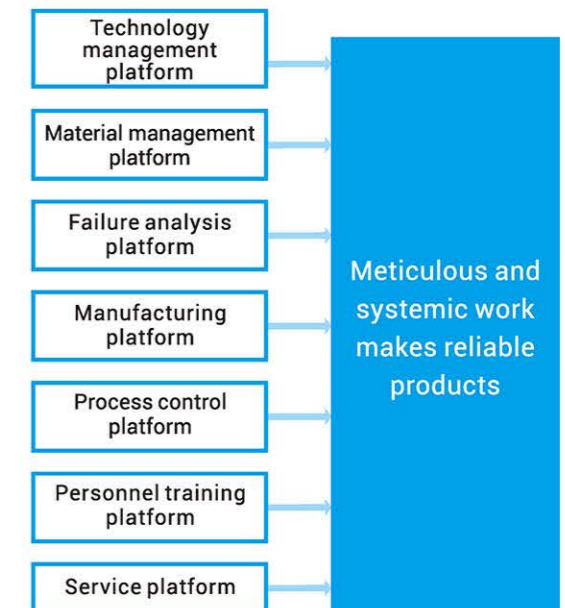 Technology
management
platform
Material management
platform
Failure analysis
platform
Manufacturing
platform
Process control
platform
Personnel training
platform
Service platform
Meticulous and
systemic work
makes reliable
products